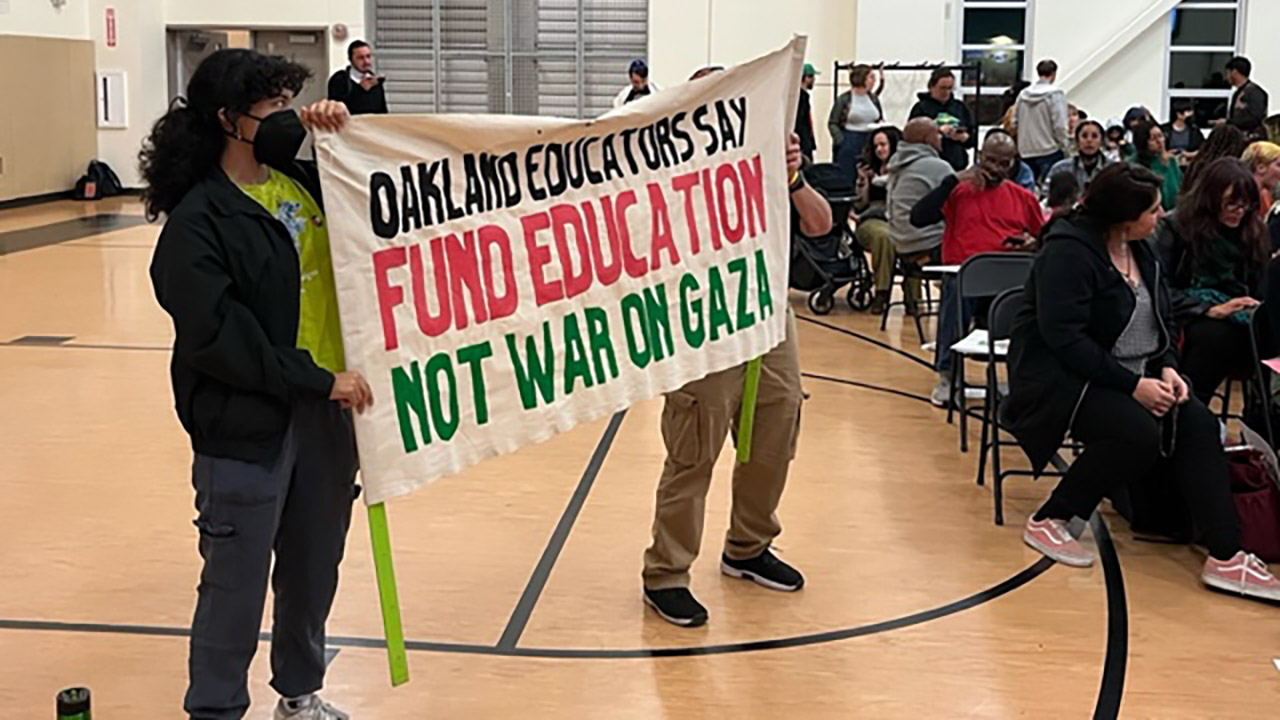 OAKLAND EDUCATORS SAY
FUND EDUCATION
NOT WAR ON GAZA